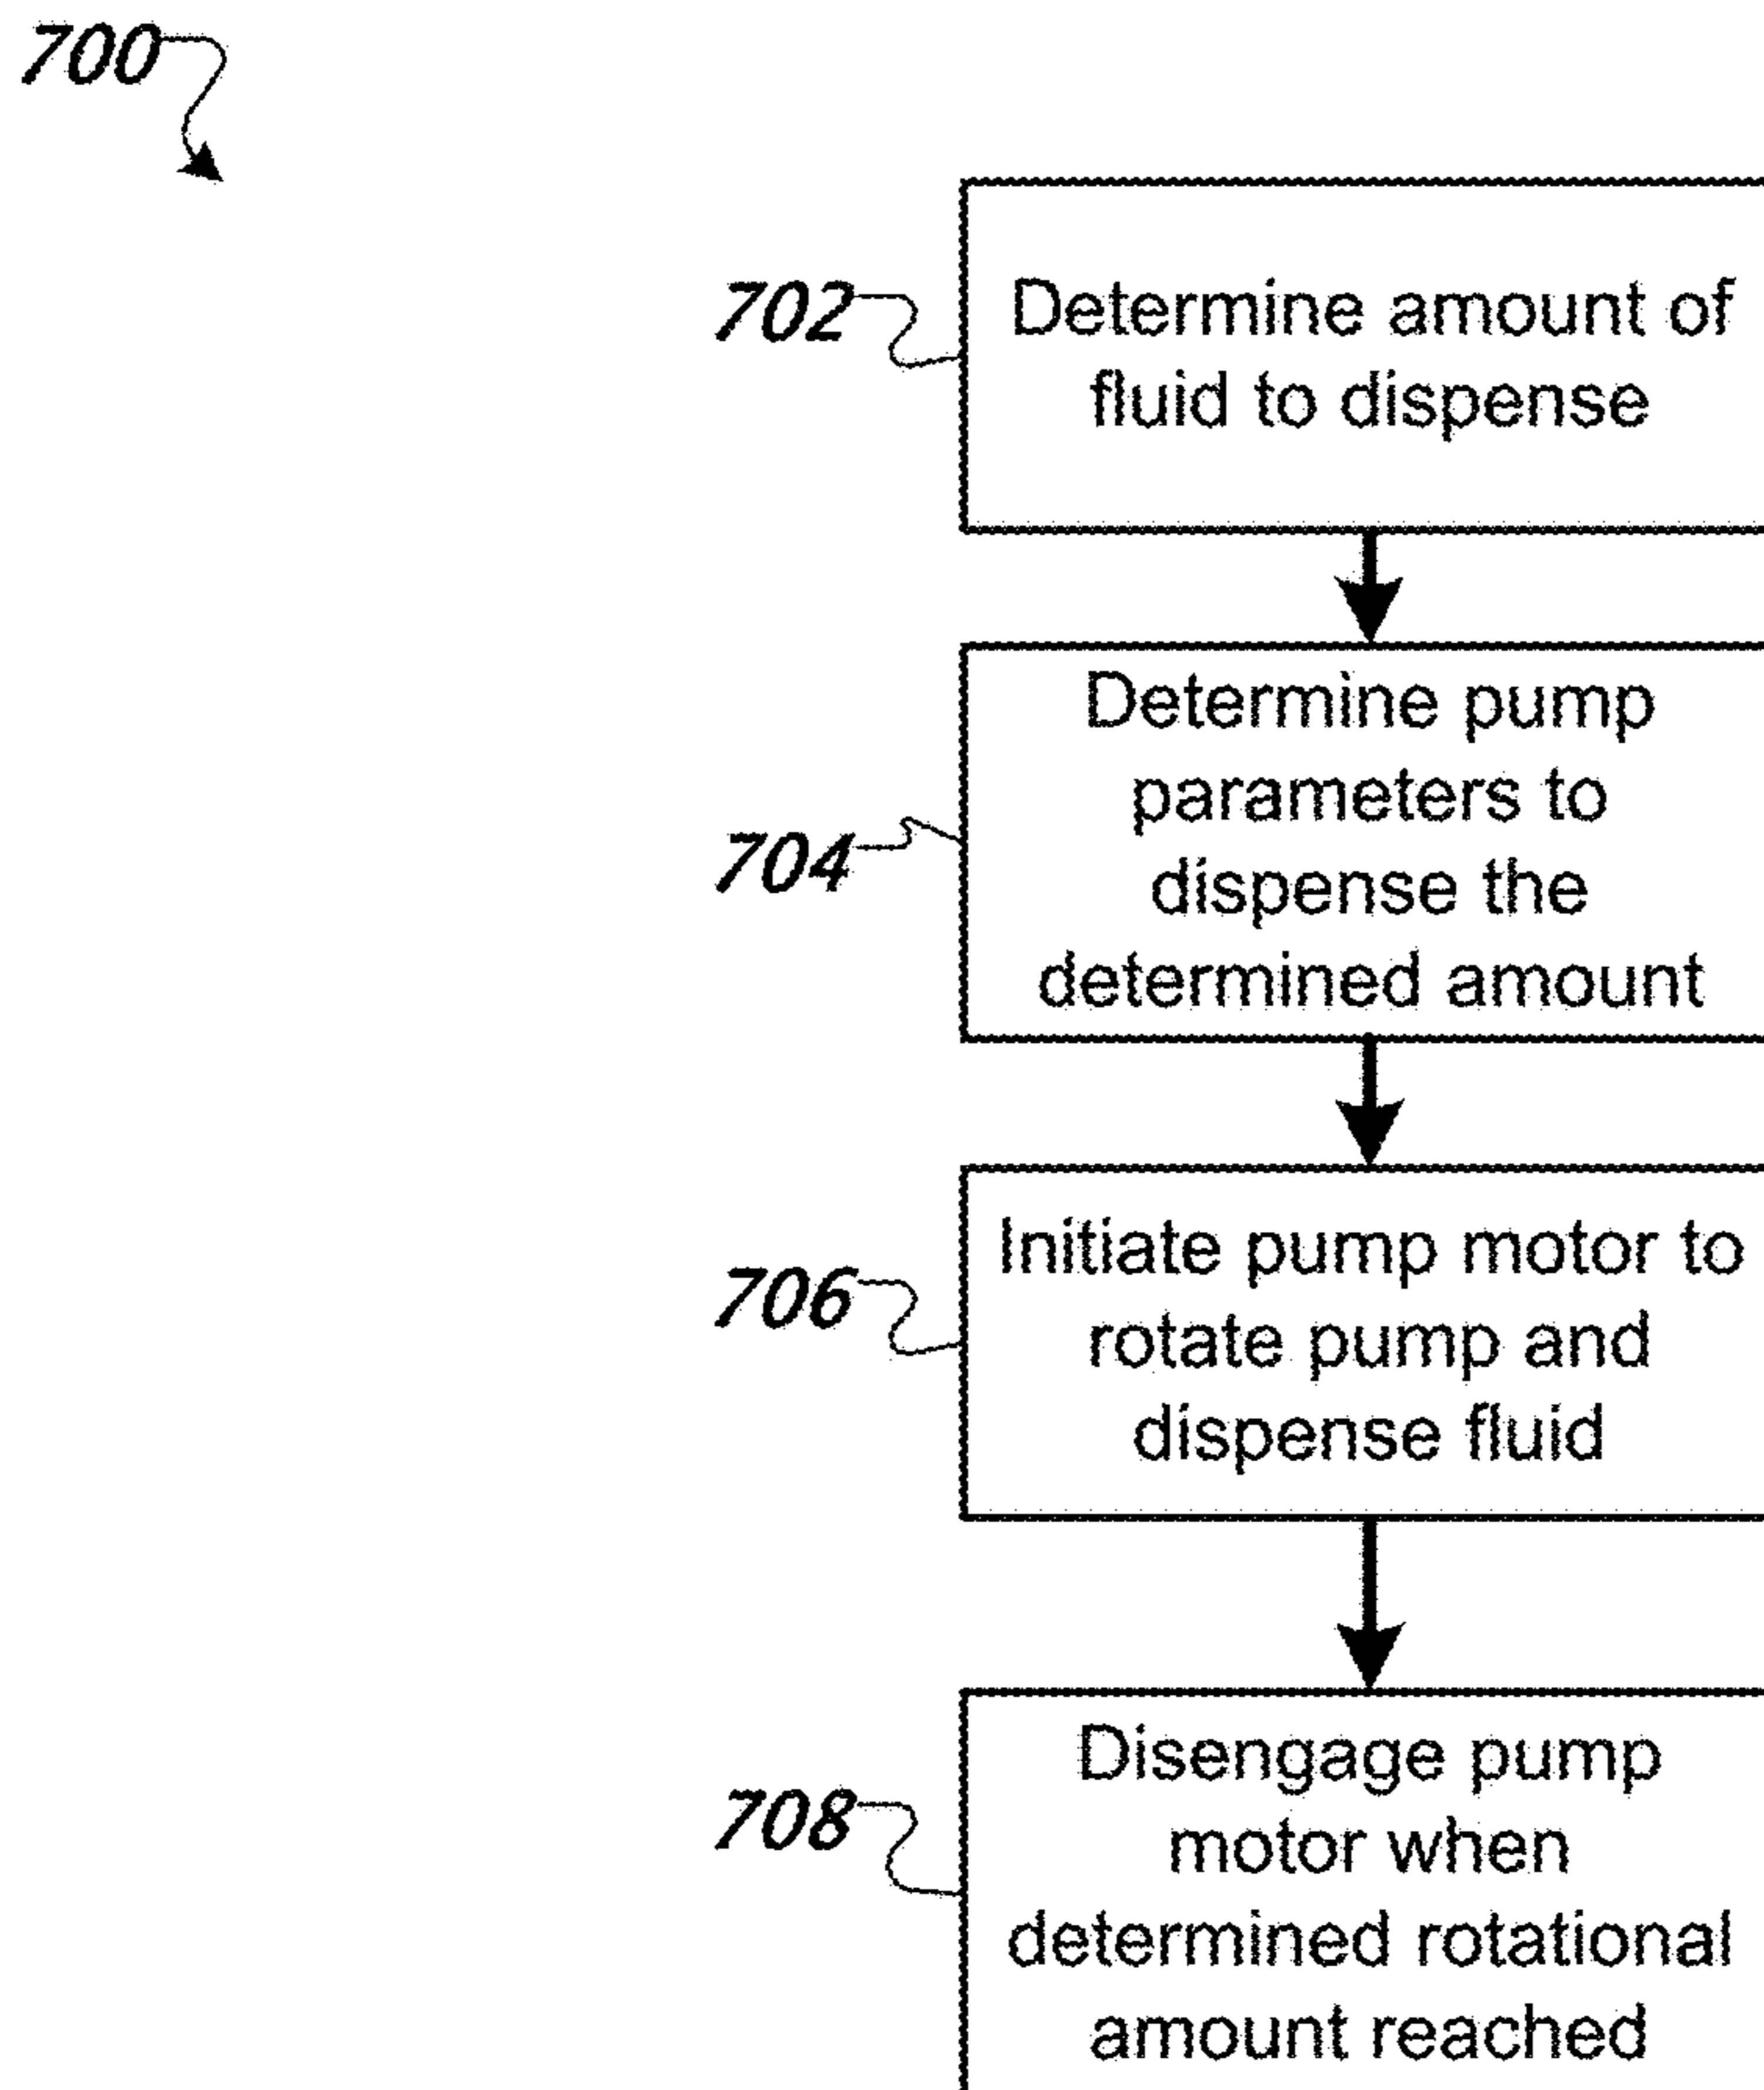 700
702
Determine amount of
fluid to dispense
704
Determine pump
parameters to
dispense the
determined amount
706
Initiate pump motor to
rotate pump and
dispense fluid
708
Disengage pump
motor when
determined rotational
amount reached